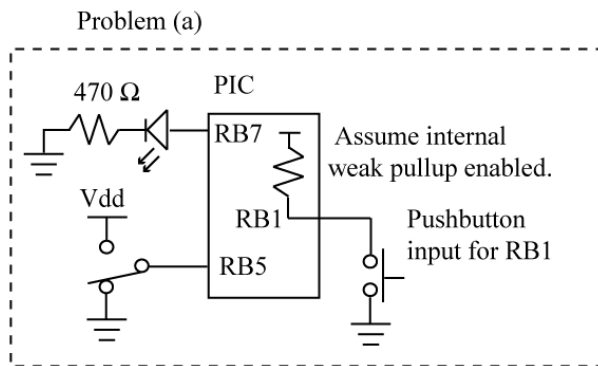 Problem (a)
470 Ω
PIC
RB7
Assume internal
weak pullup enabled.
Vdd
RB1
Pushbutton
input for RB1
RB5